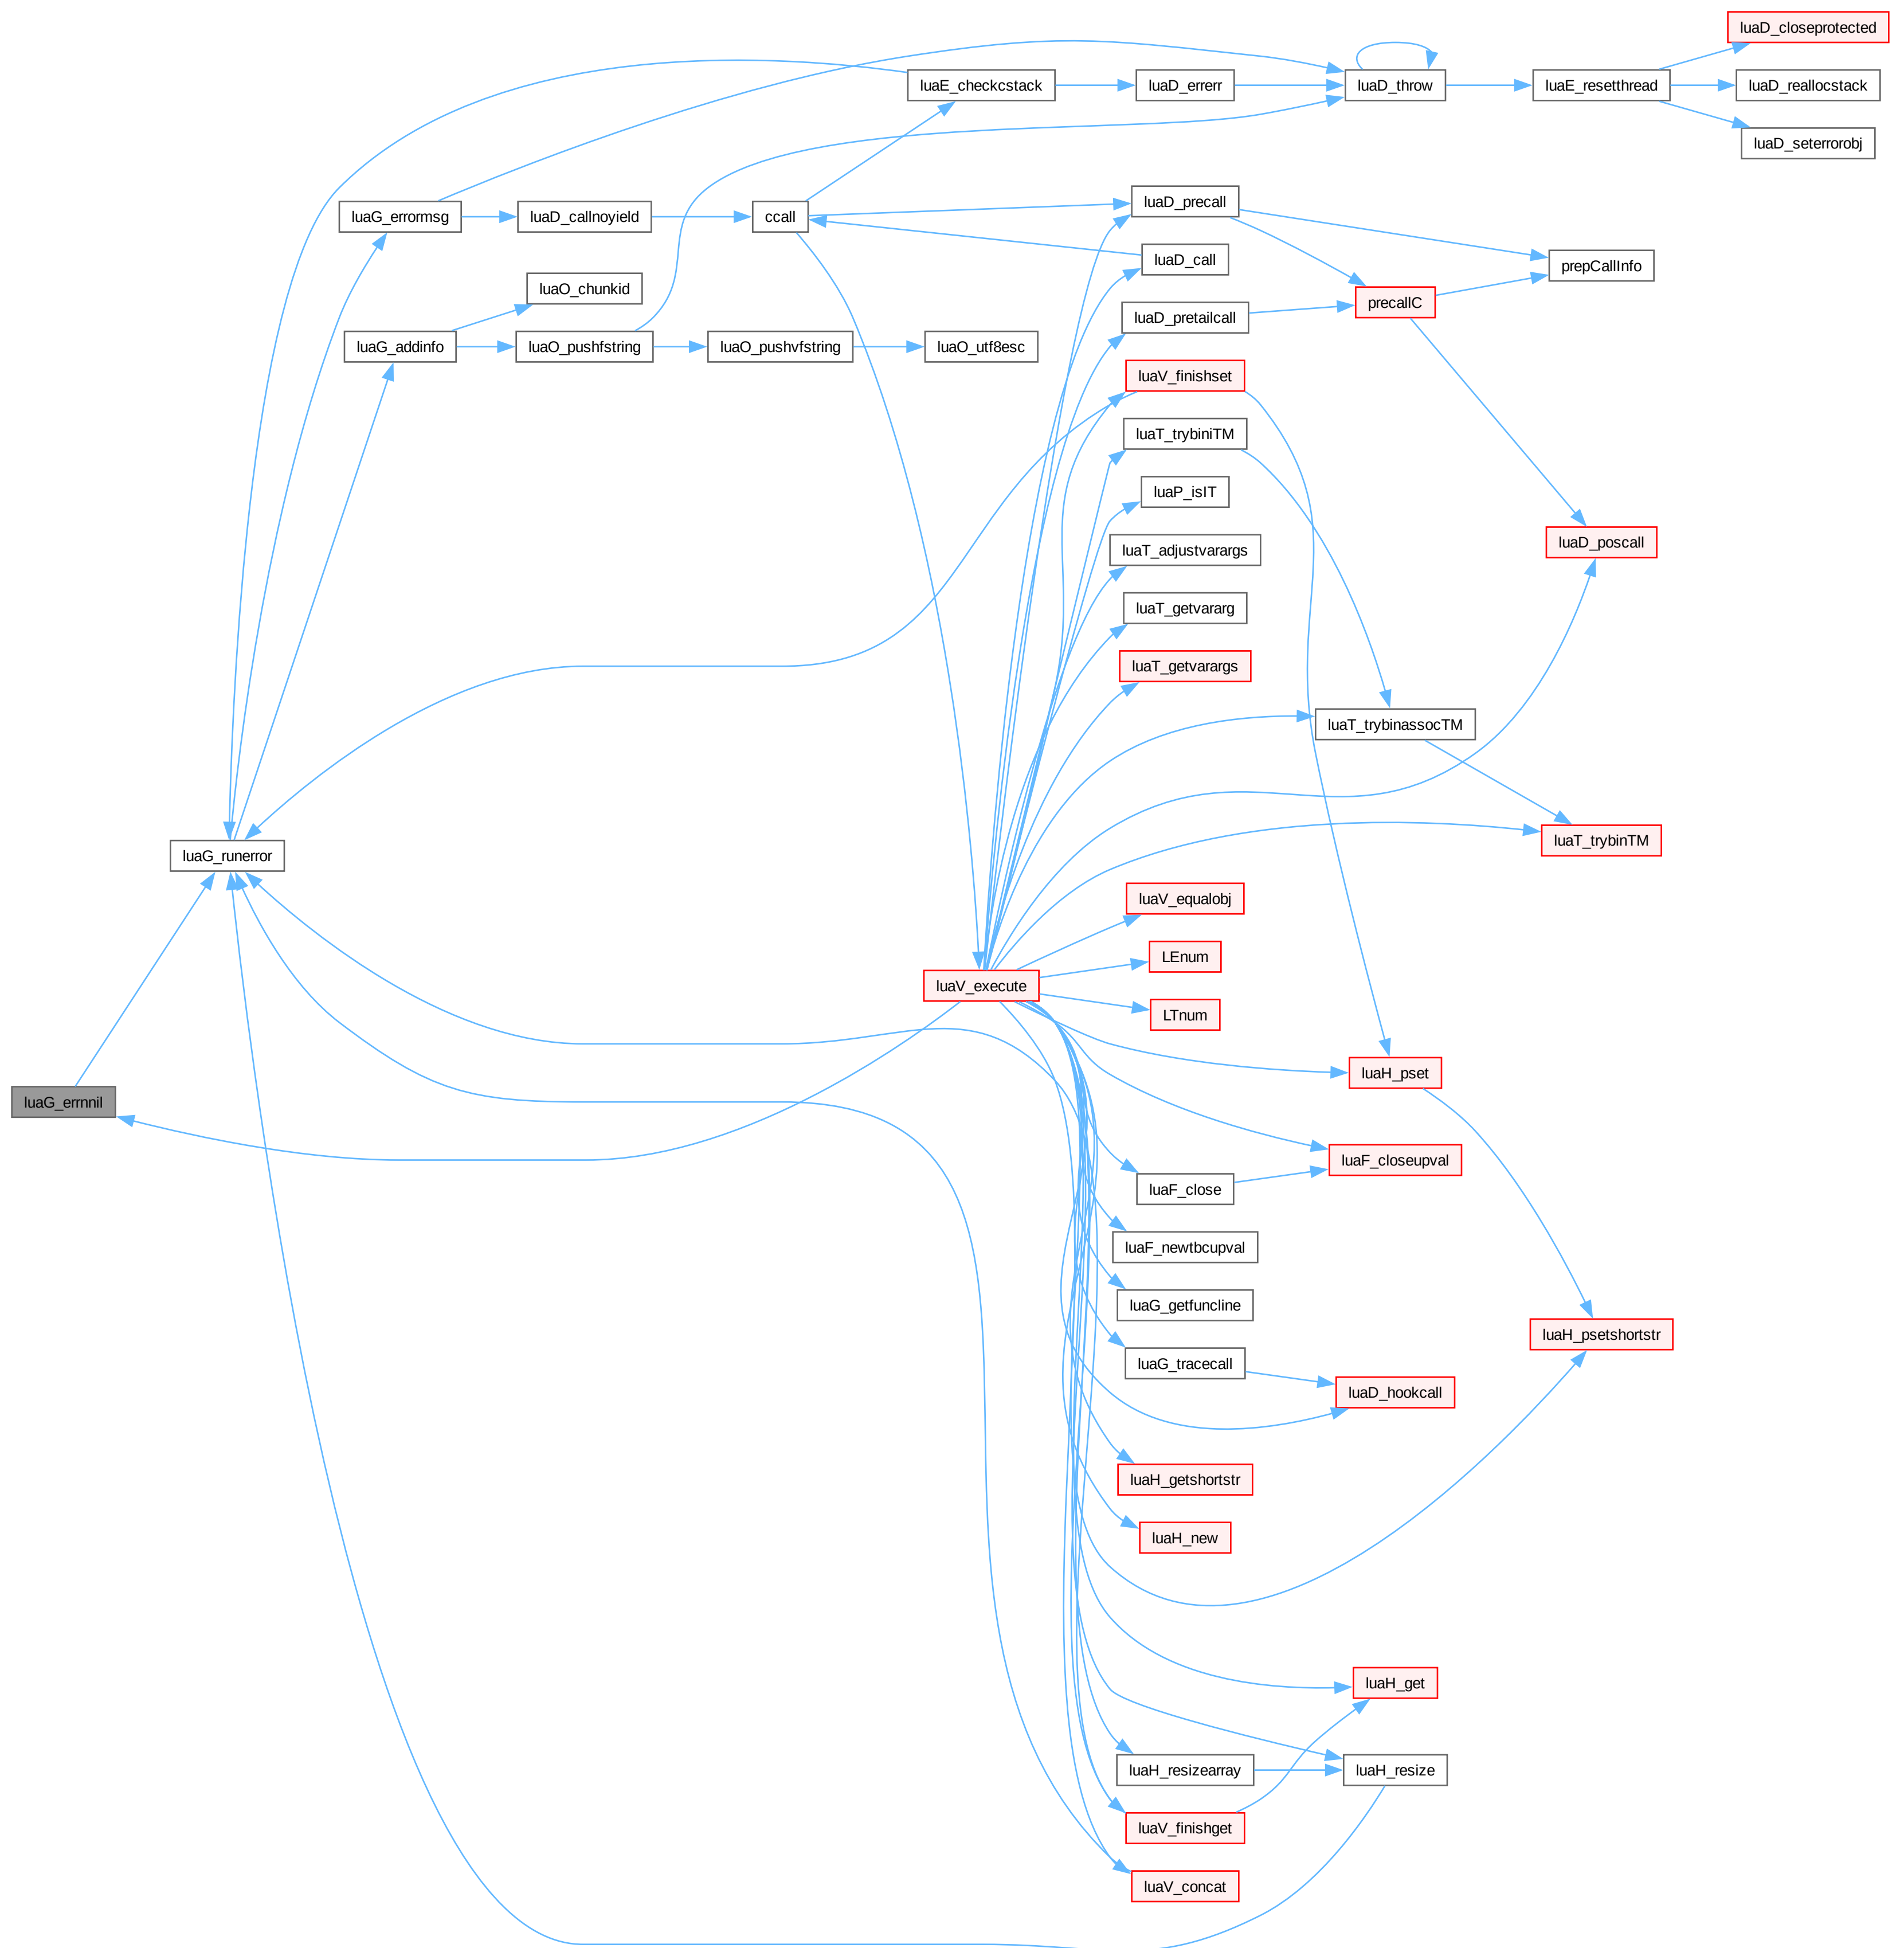 luaD_closeprotected
luaE_checkcstack
luaD_errerr
luaD_throw
luaE_resetthread
luaD_reallocstack
luaD_seterrorobj
luaG_errormsg
luaD_callnoyield
ccall
luaD_precall
luaD_call
prepCallInfo
luaO_chunkid
precallC
luaD_pretailcall
luaG_addinfo
luaO_pushfstring
luaO_pushvfstring
luaO_utf8esc
luaV_finishset
luaT_trybiniTM
luaP_isIT
luaT_adjustvarargs
luaD_poscall
luaT_getvararg
luaT_getvarargs
luaT_trybinassocTM
luaG_runerror
luaT_trybinTM
luaV_equalobj
LEnum
luaV_execute
LTnum
luaH_pset
luaG_errnnil
luaF_closeupval
luaF_close
luaF_newtbcupval
luaG_getfuncline
luaH_psetshortstr
luaG_tracecall
luaD_hookcall
luaH_getshortstr
luaH_new
luaH_get
luaH_resizearray
luaH_resize
luaV_finishget
luaV_concat